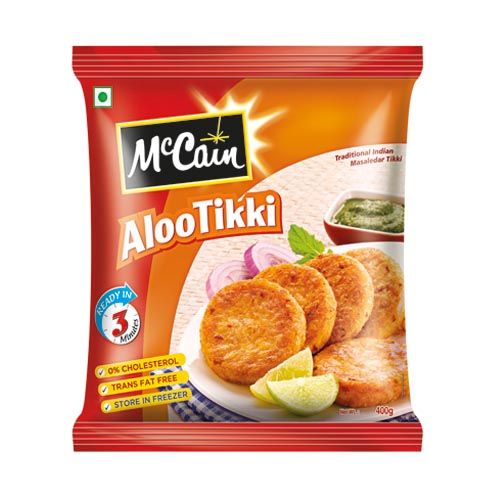 McCain
AlooTikki
Traditional Indian
Masaledar Tikki
READY IN
3
Minutes
0% CHOLESTEROL
TRANS FAT FREE
STORE IN FREEZER
400g